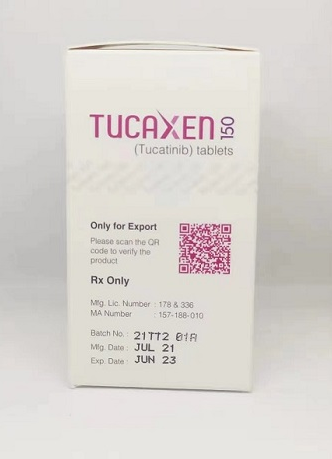 TUCAXEN 150
(Tucatinib) tablets
Only for Export
Please scan the QR
code to verify the
product
Rx Only
Mfg. Lic. Number : 178 & 336
MA Number : 157-188-010
Batch No. : 21TT2 01A
Mfg. Date : JUL 21
Exp. Date : JUN 23